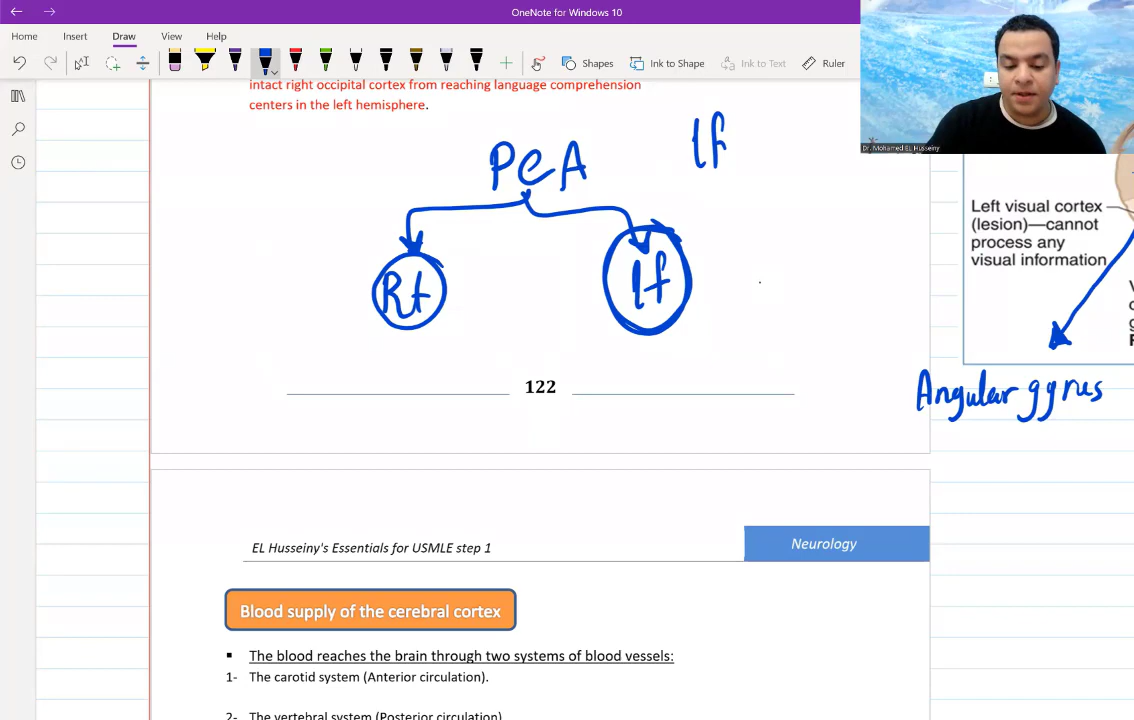 OneNote for Windows 10
Home Insert Draw View Help
Shapes Ink to Shape Ink to Text Ruler
Dr. Mohamed EL Husseiny
intact right occipital cortex from reaching language comprehension
centers in the left hemisphere.
lf
PCA
Rt
lf
Left visual cortex
(lesion)—cannot
process any
visual information
122
Angular gyrus
EL Husseiny's Essentials for USMLE step 1
Neurology
Blood supply of the cerebral cortex
▪ The blood reaches the brain through two systems of blood vessels:
1- The carotid system (Anterior circulation).
2- The vertebral system (Posterior circulation)